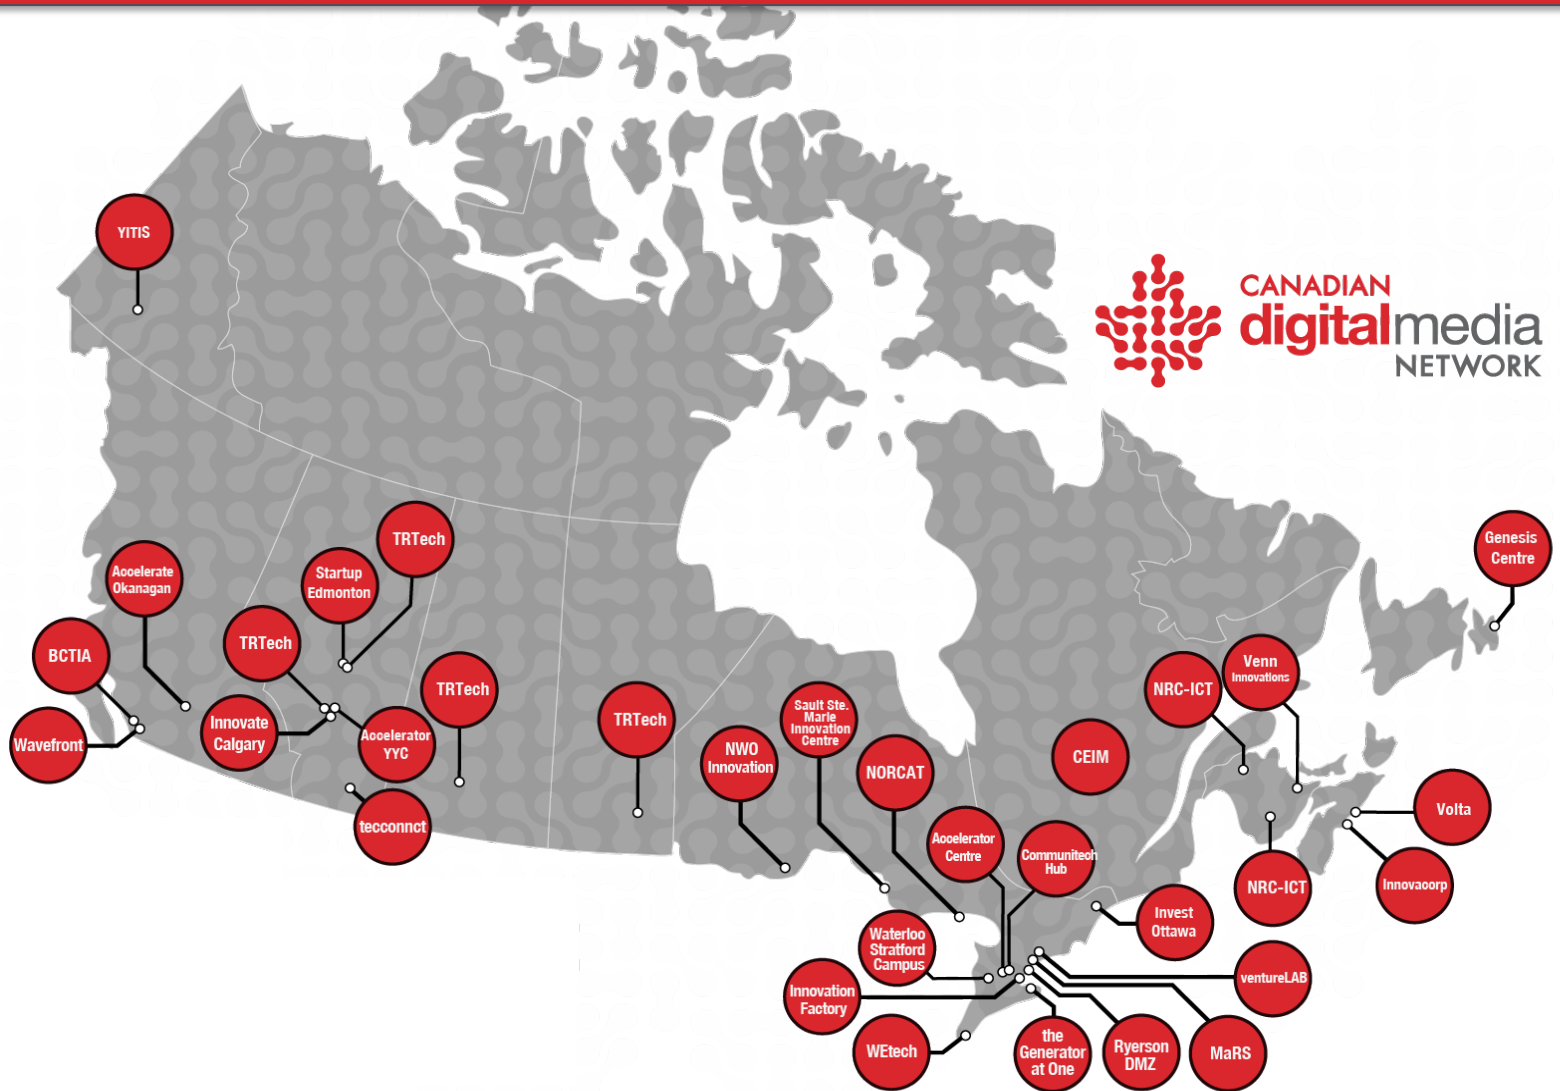 YITIS
CANADIAN
digitalmedia
NETWORK
TRTech
Genesis
Centre
Accelerate
Okanagan
Startup
Edmonton
TRTech
BCTIA
TRTech
Venn
Innovations
NRC-ICT
Wavefront
Innovate
Calgary
Accelerator
YYC
TRTech
Sault Ste.
Marie
Innovation
Centre
NWO
Innovation
NORCAT
CEIM
tecconnct
Volta
Accelerator
Centre
Communitech
Hub
NRC-ICT
Innovacorp
Invest
Ottawa
Waterloo
Stratford
Campus
ventureLAB
Innovation
Factory
WEtech
the
Generator
at One
Ryerson
DMZ
MaRS